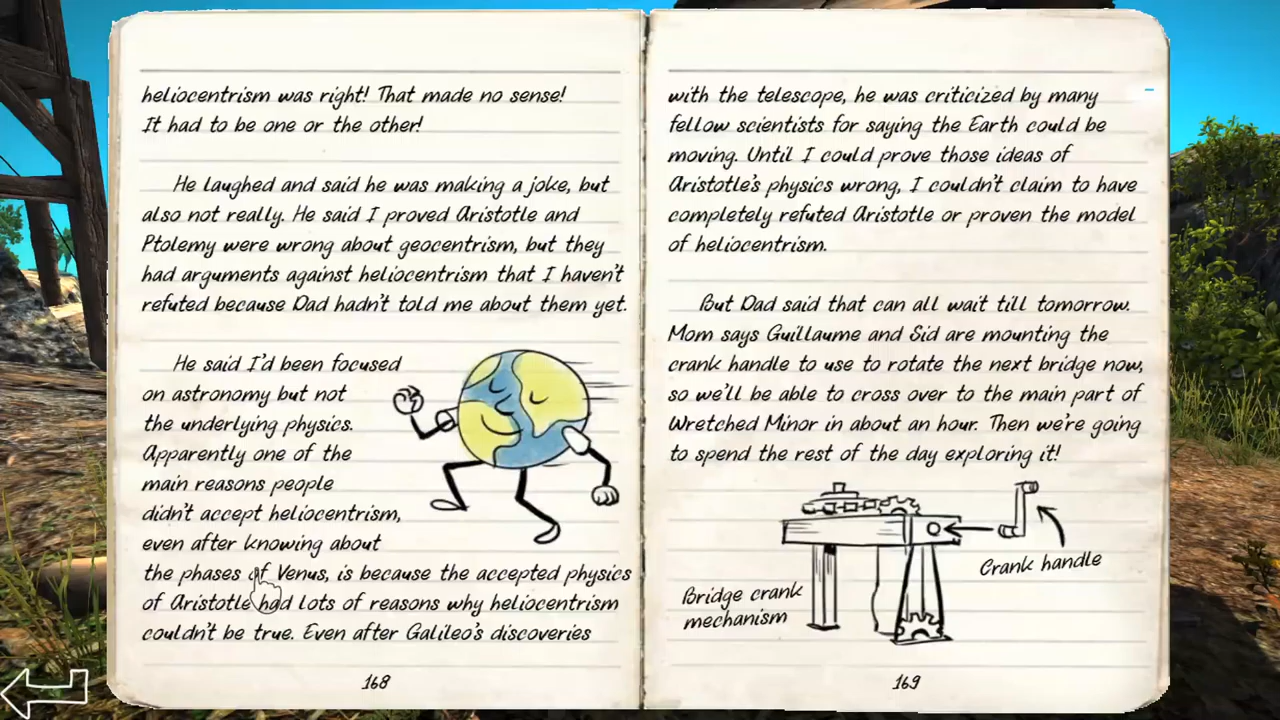 heliocentrism was right! That made no sense!
It had to be one or the other!
He laughed and said he was making a joke, but
also not really. He said I proved Aristotle and
Ptolemy were wrong about geocentrism, but they
had arguments against heliocentrism that I haven't
refuted because Dad hadn't told me about them yet.
He said I'd been focused
on astronomy but not
the underlying physics.
Apparently one of the
main reasons people
didn't accept heliocentrism,
even after knowing about
the phases of Venus, is because the accepted physics
of Aristotle had lots of reasons why heliocentrism
couldn't be true. Even after Galileo's discoveries
168
with the telescope, he was criticized by many
fellow scientists for saying the Earth could be
moving. Until I could prove those ideas of
Aristotle's physics wrong, I couldn't claim to have
completely refuted Aristotle or proven the model
of heliocentrism.
But Dad said that can all wait till tomorrow.
Mom says Guillaume and Sid are mounting the
crank handle to use to rotate the next bridge now,
so we'll be able to cross over to the main part of
Wretched Minor in about an hour. Then we're going
to spend the rest of the day exploring it!
Crank handle
Bridge crank
mechanism
169